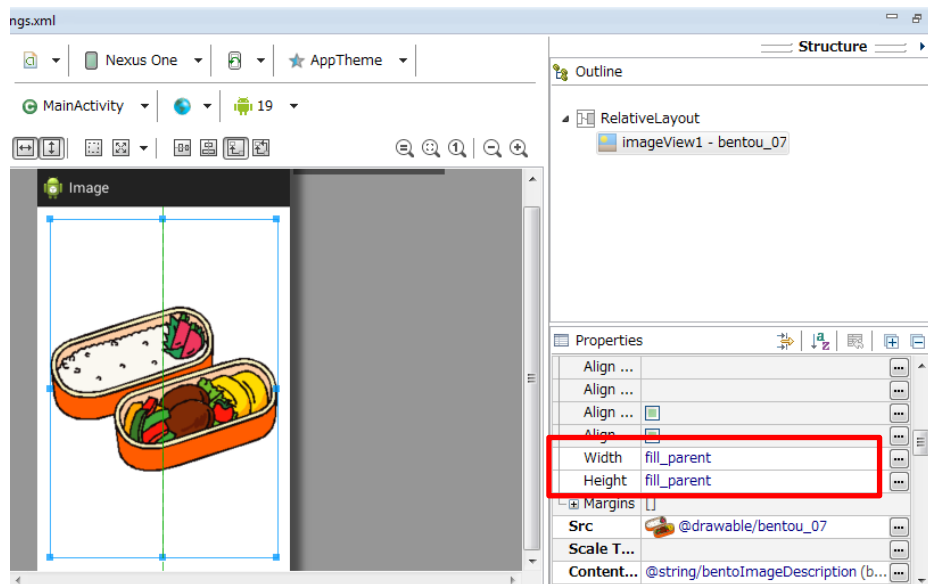 ngs.xml
Nexus One
AppTheme
MainActivity
19
Image
Structure
Outline
RelativeLayout
imageView1 - bentou_07
Properties
Align ...
Align ...
Align ...
Align ...
Width fill_parent
Height fill_parent
Margins []
Src @drawable/bentou_07
Scale T...
Content... @string/bentoImageDescription (b...